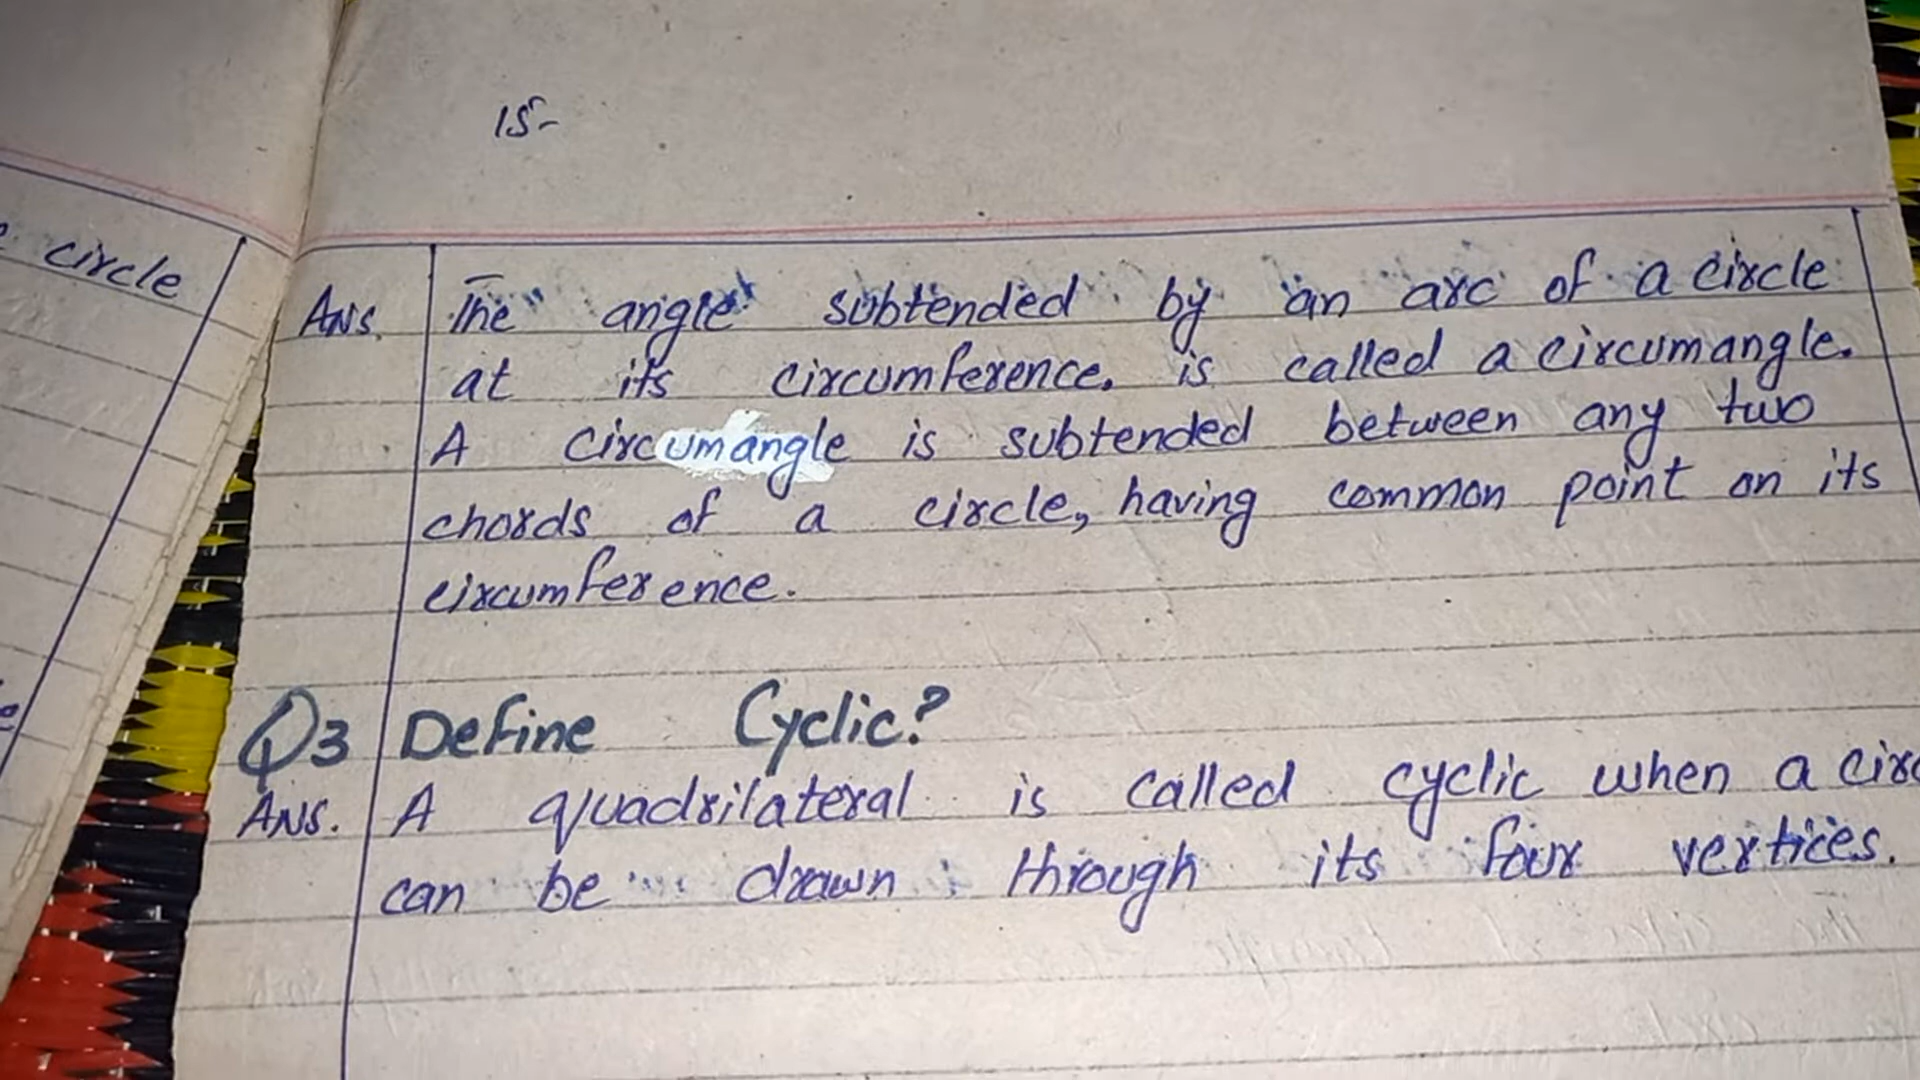 15-
circle
Ans. The angle subtended by an arc of a circle
at its circumference. is called a circumangle.
A circumangle is subtended between any two
chords of a circle, having common point on its
circumference.
Q3 Define Cyclic?
Ans. A quadrilateral is called cyclic when a circ
can be drawn through its four vertices.